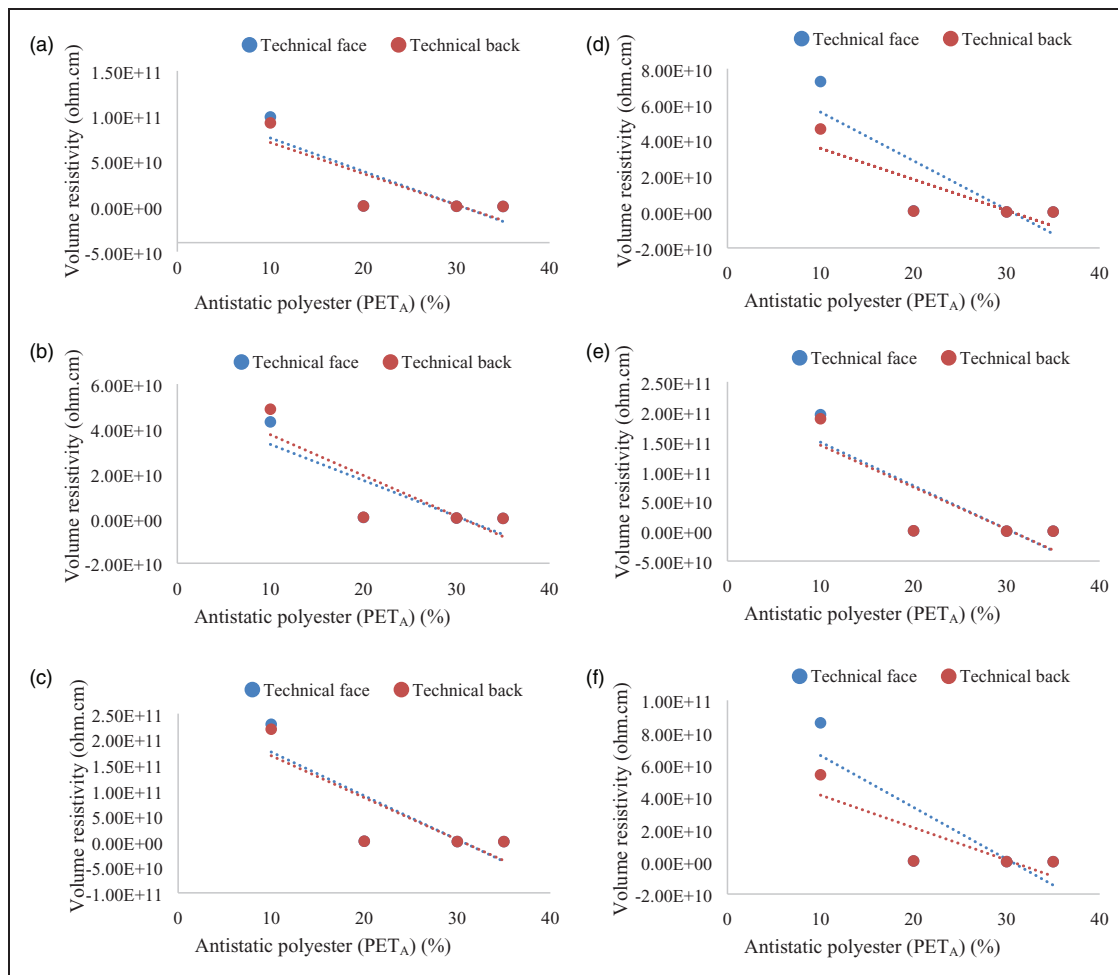 (a)
Technical face Technical back
Volume resistivity (ohm.cm)
1.50E+11
1.00E+11
5.00E+10
0.00E+00
-5.00E+10
0 10 20 30 40
Antistatic polyester (PETA) (%)
(b)
Technical face Technical back
Volume resistivity (ohm.cm)
6.00E+10
4.00E+10
2.00E+10
0.00E+00
-2.00E+10
0 10 20 30 40
Antistatic polyester (PETA) (%)
(c)
Technical face Technical back
Volume resistivity (ohm.cm)
2.50E+11
2.00E+11
1.50E+11
1.00E+11
5.00E+10
0.00E+00
-5.00E+10
-1.00E+11
0 10 20 30 40
Antistatic polyester (PETA) (%)
(d)
Technical face Technical back
Volume resistivity (ohm.cm)
8.00E+10
6.00E+10
4.00E+10
2.00E+10
0.00E+00
-2.00E+10
0 10 20 30 40
Antistatic polyester (PETA) (%)
(e)
Technical face Technical back
Volume resistivity (ohm.cm)
2.50E+11
2.00E+11
1.50E+11
1.00E+11
5.00E+10
0.00E+00
-5.00E+10
0 10 20 30 40
Antistatic polyester (PETA) (%)
(f)
Technical face Technical back
Volume resistivity (ohm.cm)
1.00E+11
8.00E+10
6.00E+10
4.00E+10
2.00E+10
0.00E+00
-2.00E+10
0 10 20 30 40
Antistatic polyester (PETA) (%)